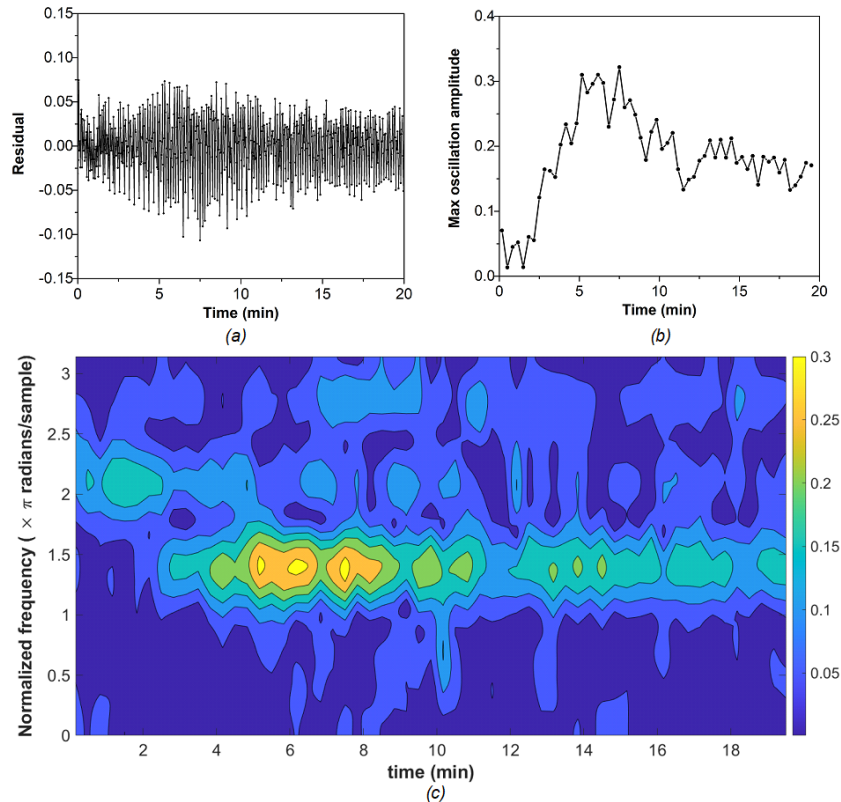 0.15
0.10
0.05
0.00
-0.05
-0.10
-0.15
Residual
0 5 10 15 20
Time (min)
(a)
0.4
0.3
0.2
0.1
0.0
Max oscillation amplitude
0 5 10 15 20
Time (min)
(b)
3
2.5
2
1.5
1
0.5
0
Normalized frequency ( × π radians/sample)
2 4 6 8 10 12 14 16 18
time (min)
0.3
0.25
0.2
0.15
0.1
0.05
(c)